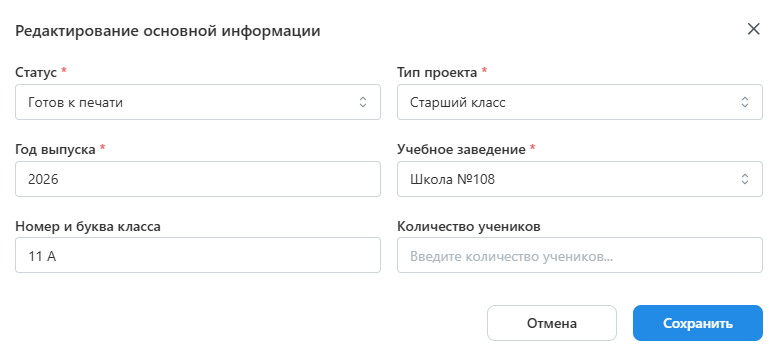 Редактирование основной информации
Статус *
Тип проекта *
Готов к печати
Старший класс
Год выпуска *
Учебное заведение *
2026
Школа №108
Номер и буква класса
Количество учеников
11 А
Введите количество учеников...
Отмена
Сохранить